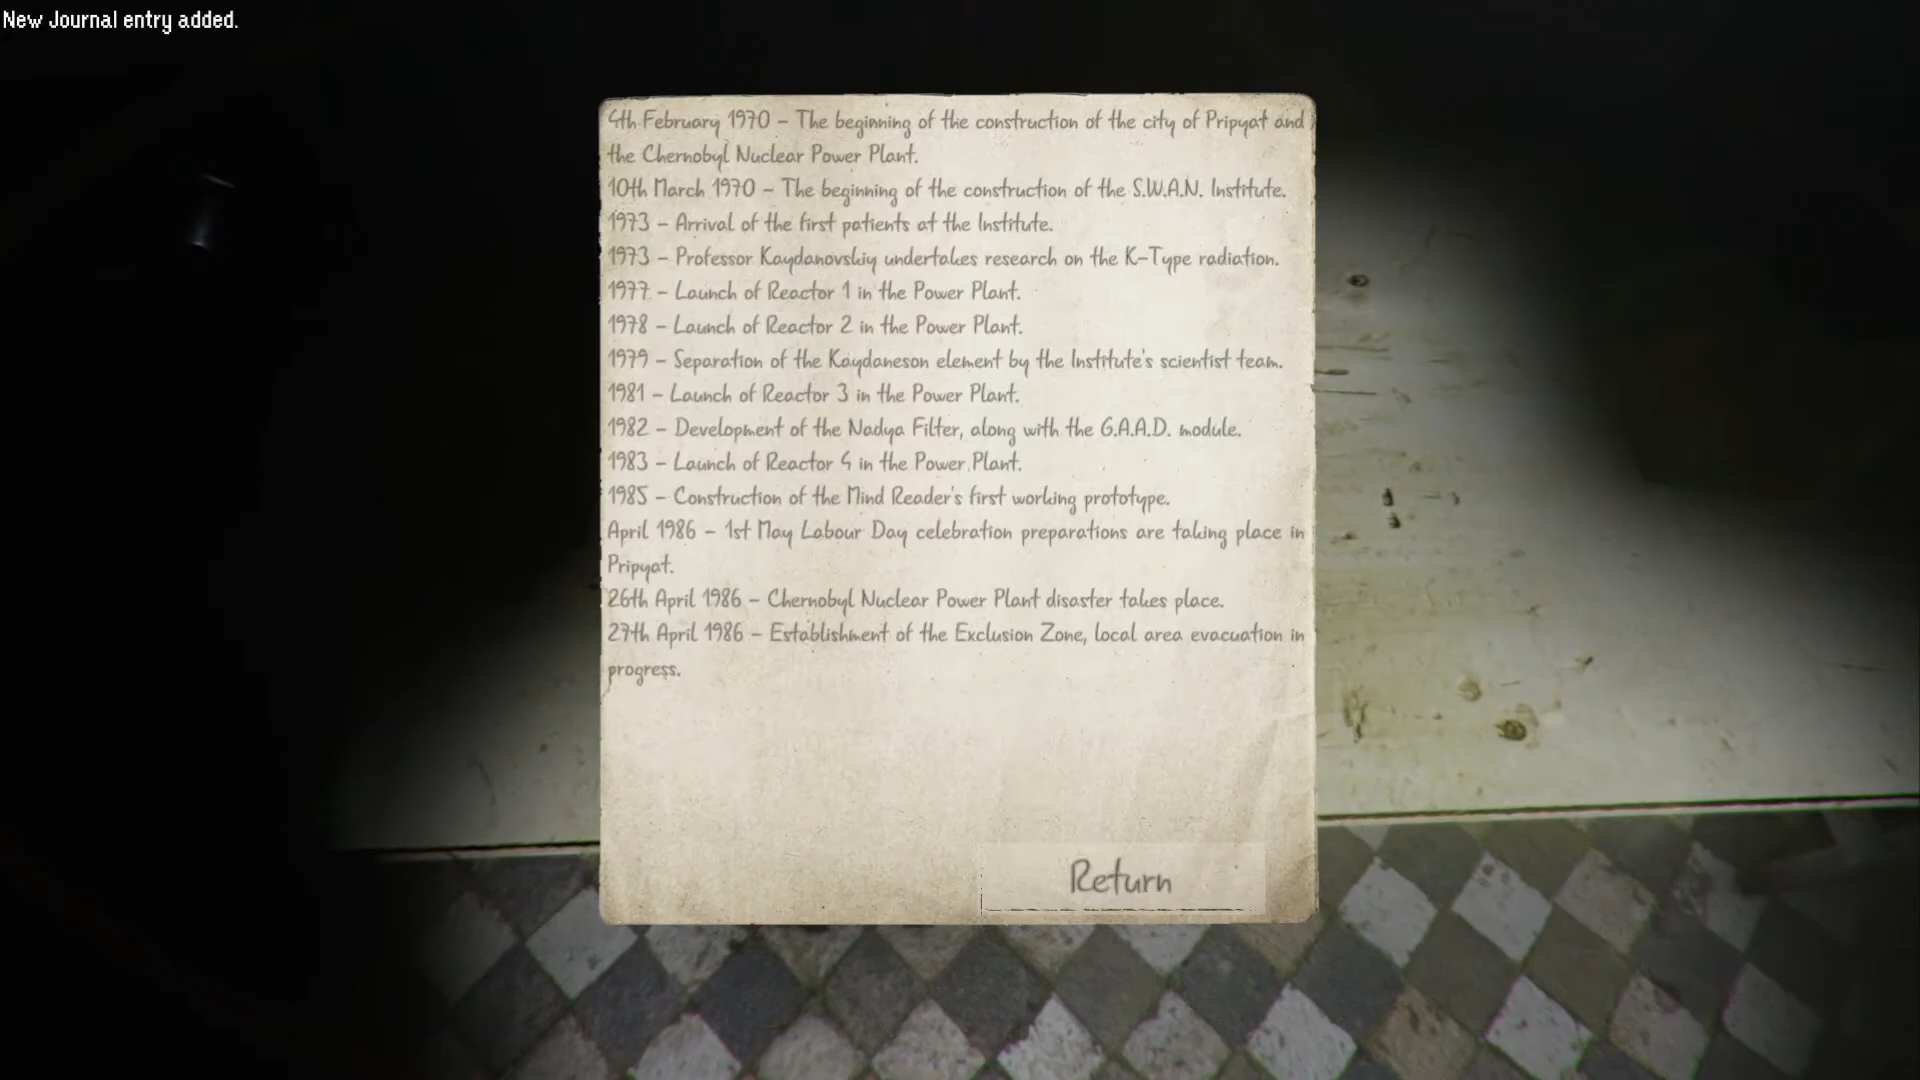 New Journal entry added.
4th February 1970 – The beginning of the construction of the city of Pripyat and
the Chernobyl Nuclear Power Plant.
10th March 1970 – The beginning of the construction of the S.W.A.N. Institute.
1973 – Arrival of the first patients at the Institute.
1973 – Professor Kaydanovskiy undertakes research on the K-Type radiation.
1977 – Launch of Reactor 1 in the Power Plant.
1978 – Launch of Reactor 2 in the Power Plant.
1979 – Separation of the Kaydaneson element by the Institute's scientist team.
1981 – Launch of Reactor 3 in the Power Plant.
1982 – Development of the Nadya Filter, along with the G.A.A.D. module.
1983 – Launch of Reactor 4 in the Power Plant.
1985 – Construction of the Mind Reader's first working prototype.
April 1986 – 1st May Labour Day celebration preparations are taking place in
Pripyat.
26th April 1986 – Chernobyl Nuclear Power Plant disaster takes place.
27th April 1986 – Establishment of the Exclusion Zone, local area evacuation in
progress.
Return